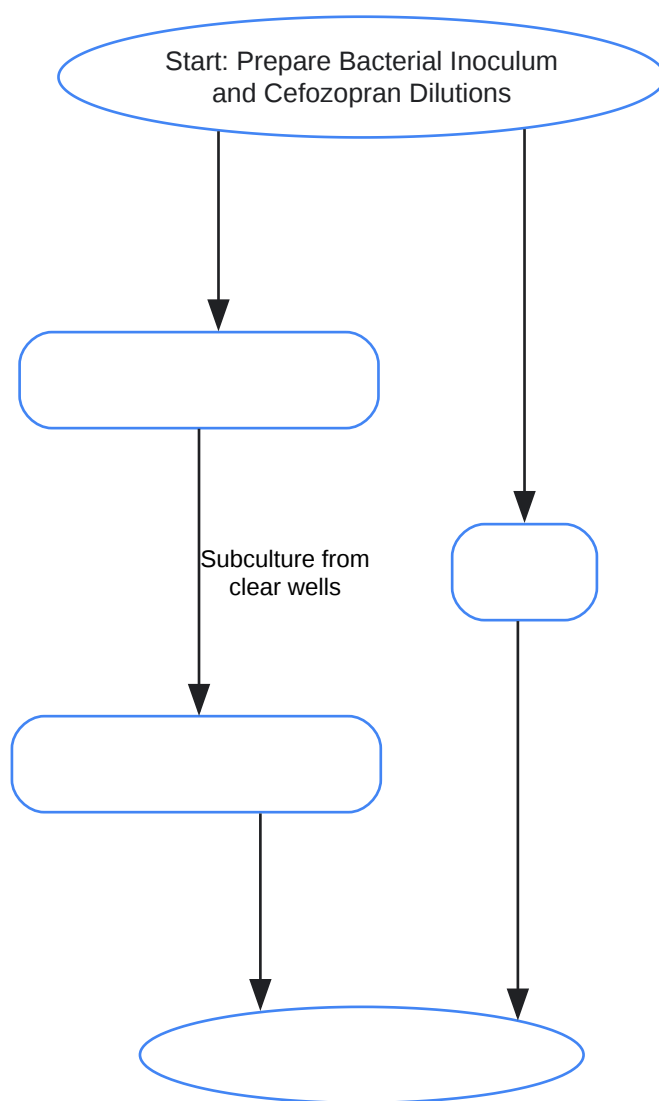 Start: Prepare Bacterial Inoculum
and Cefozopran Dilutions
Subculture from
clear wells